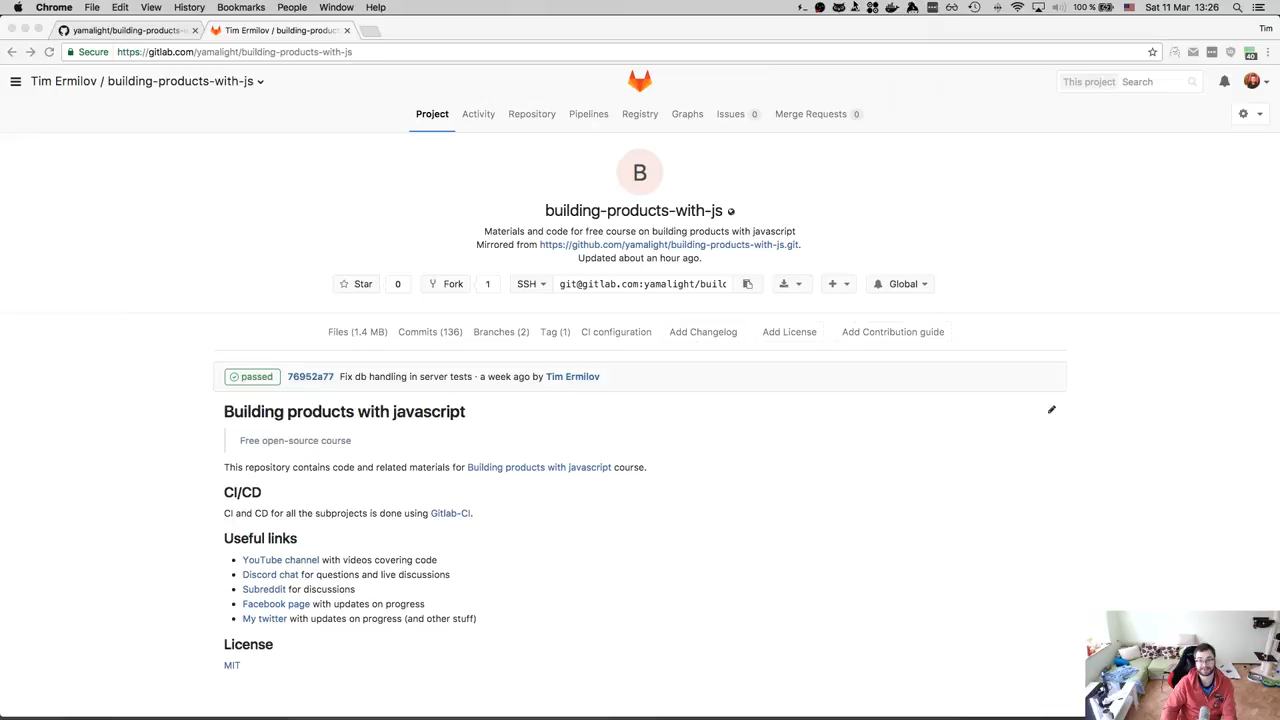 Chrome File Edit View History Bookmarks People Window Help 100 % Sat 11 Mar 13:26
yamalight/building-products-w Tim Ermilov / building-produc Tim
Secure https://gitlab.com/yamalight/building-products-with-js 40
Tim Ermilov / building-products-with-js This project Search
Project Activity Repository Pipelines Registry Graphs Issues 0 Merge Requests 0
B
building-products-with-js
Materials and code for free course on building products with javascript
Mirrored from https://github.com/yamalight/building-products-with-js.git.
Updated about an hour ago.
Star 0 Fork 1 SSH git@gitlab.com:yamalight/build Global
Files (1.4 MB) Commits (136) Branches (2) Tag (1) CI configuration Add Changelog Add License Add Contribution guide
passed 76952a77 Fix db handling in server tests · a week ago by Tim Ermilov
Building products with javascript
Free open-source course
This repository contains code and related materials for Building products with javascript course.
CI/CD
CI and CD for all the subprojects is done using Gitlab-CI.
Useful links
• YouTube channel with videos covering code
• Discord chat for questions and live discussions
• Subreddit for discussions
• Facebook page with updates on progress
• My twitter with updates on progress (and other stuff)
License
MIT